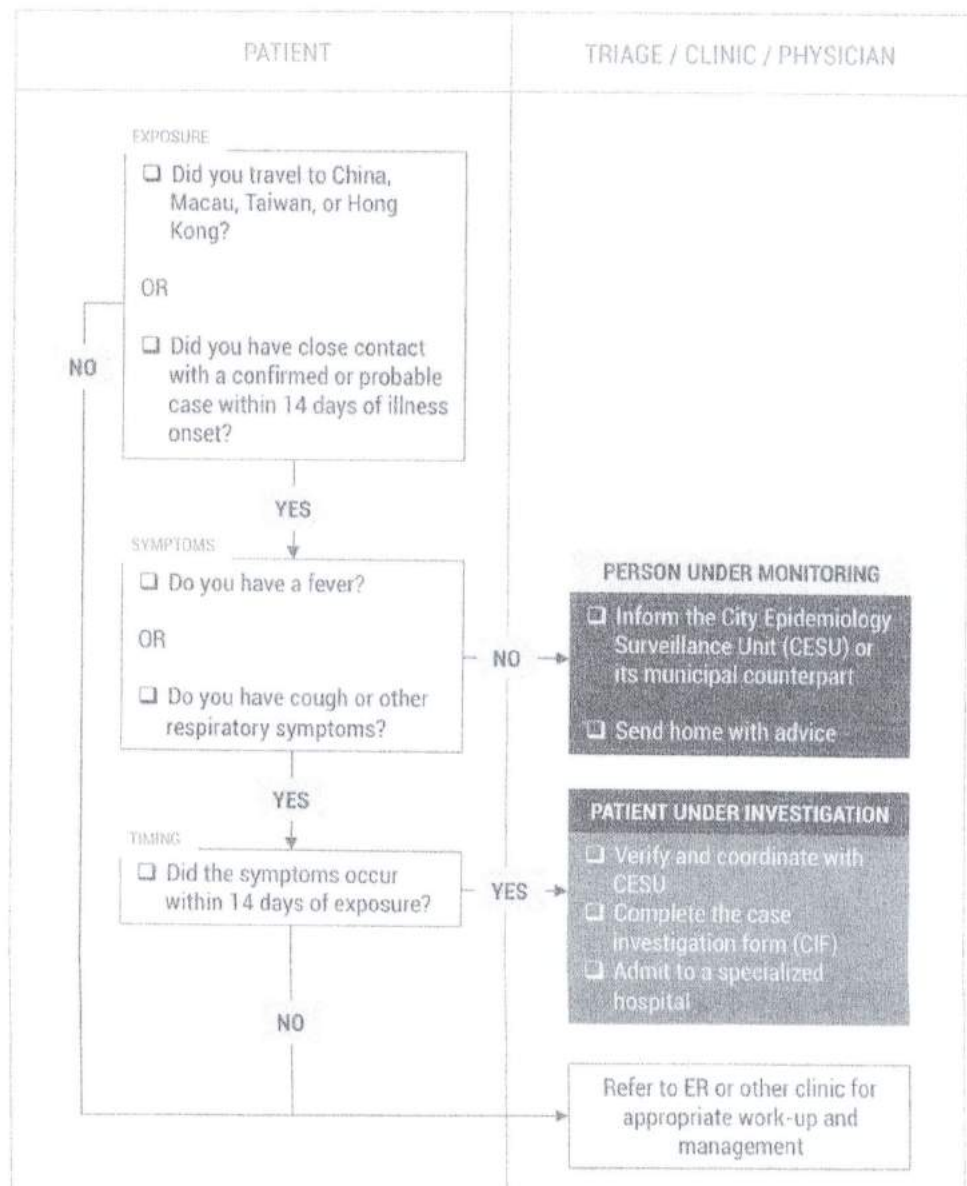 PATIENT
TRIAGE / CLINIC / PHYSICIAN
EXPOSURE
❑ Did you travel to China,
Macau, Taiwan, or Hong
Kong?
OR
❑ Did you have close contact
with a confirmed or probable
case within 14 days of illness
onset?
NO
YES
SYMPTOMS
❑ Do you have a fever?
OR
❑ Do you have cough or other
respiratory symptoms?
NO
PERSON UNDER MONITORING
❑ Inform the City Epidemiology
Surveillance Unit (CESU) or
its municipal counterpart
❑ Send home with advice
YES
TIMING
❑ Did the symptoms occur
within 14 days of exposure?
YES
PATIENT UNDER INVESTIGATION
❑ Verify and coordinate with
CESU
❑ Complete the case
investigation form (CIF)
❑ Admit to a specialized
hospital
NO
Refer to ER or other clinic for
appropriate work-up and
management